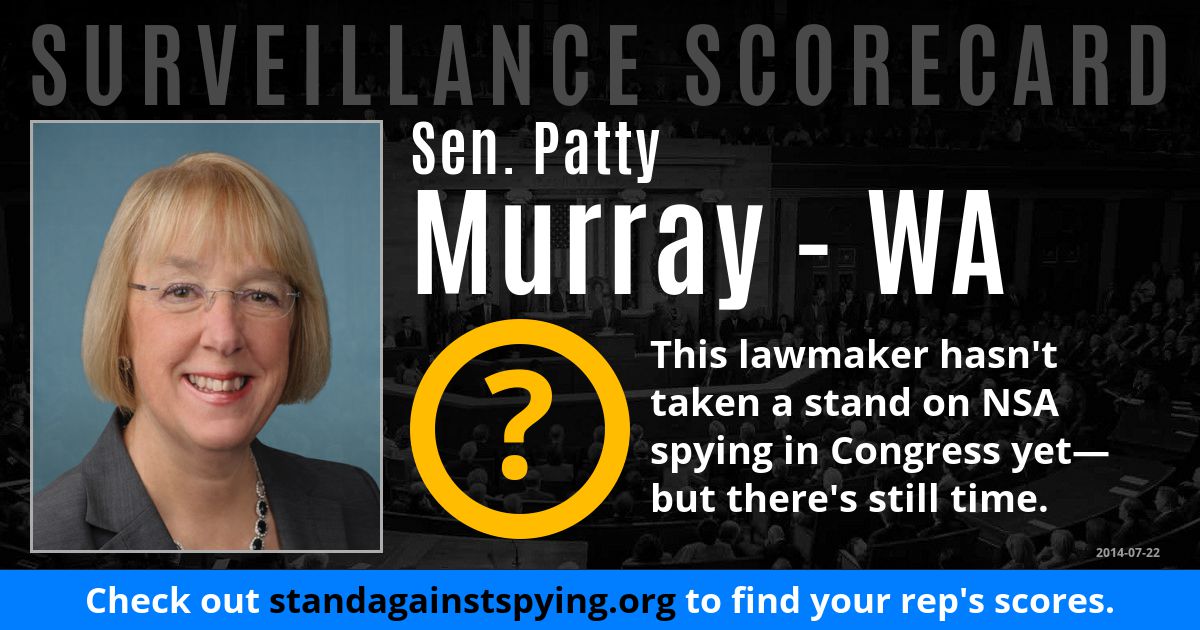 SURVEILLANCE SCORECARD
Sen. Patty
Murray - WA
?
This lawmaker hasn't
taken a stand on NSA
spying in Congress yet—
but there's still time.
2014-07-22
Check out standagainstspying.org to find your rep's scores.